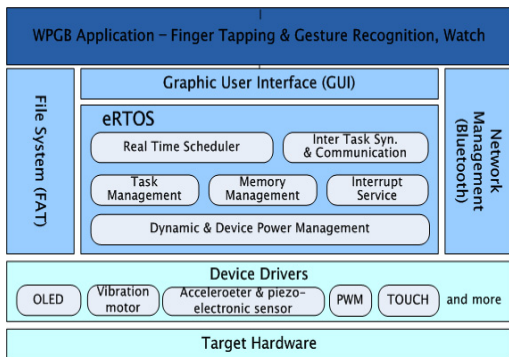 WPGB Application – Finger Tapping & Gesture Recognition, Watch
File System (FAT)
Graphic User Interface (GUI)
eRTOS
Real Time Scheduler
Inter Task Syn.
& Communication
Task
Management
Memory
Management
Interrupt
Service
Dynamic & Device Power Management
Network
Management
(Bluetooth)
Device Drivers
OLED
Vibration
motor
Acceleroeter & piezo-
electronic sensor
PWM
TOUCH
and more
Target Hardware